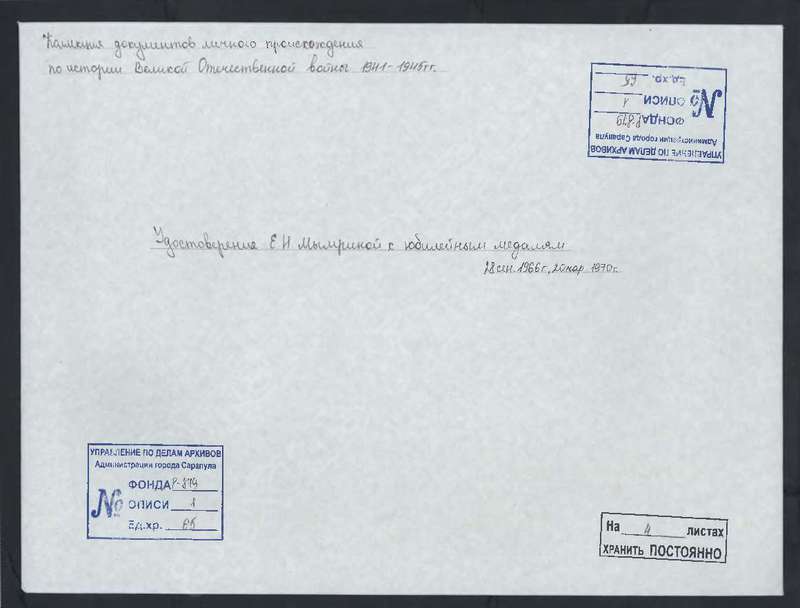 Коллекция документов личного происхождения
по истории Великой Отечественной войны 1941-1945гг.
УПРАВЛЕНИЕ ПО ДЕЛАМ АРХИВОВ
Администрации города Сарапула
№
ФОНДА Р-879
ОПИСИ 1
Ед.хр. 65
Удостоверения Е Н Мымриной к юбилейным медалям
28 сен. 1966г., 20 мар 1970г.
УПРАВЛЕНИЕ ПО ДЕЛАМ АРХИВОВ
Администрации города Сарапула
№
ФОНДА Р-879
ОПИСИ 1
Ед.хр. 65
На 4 листах
ХРАНИТЬ ПОСТОЯННО